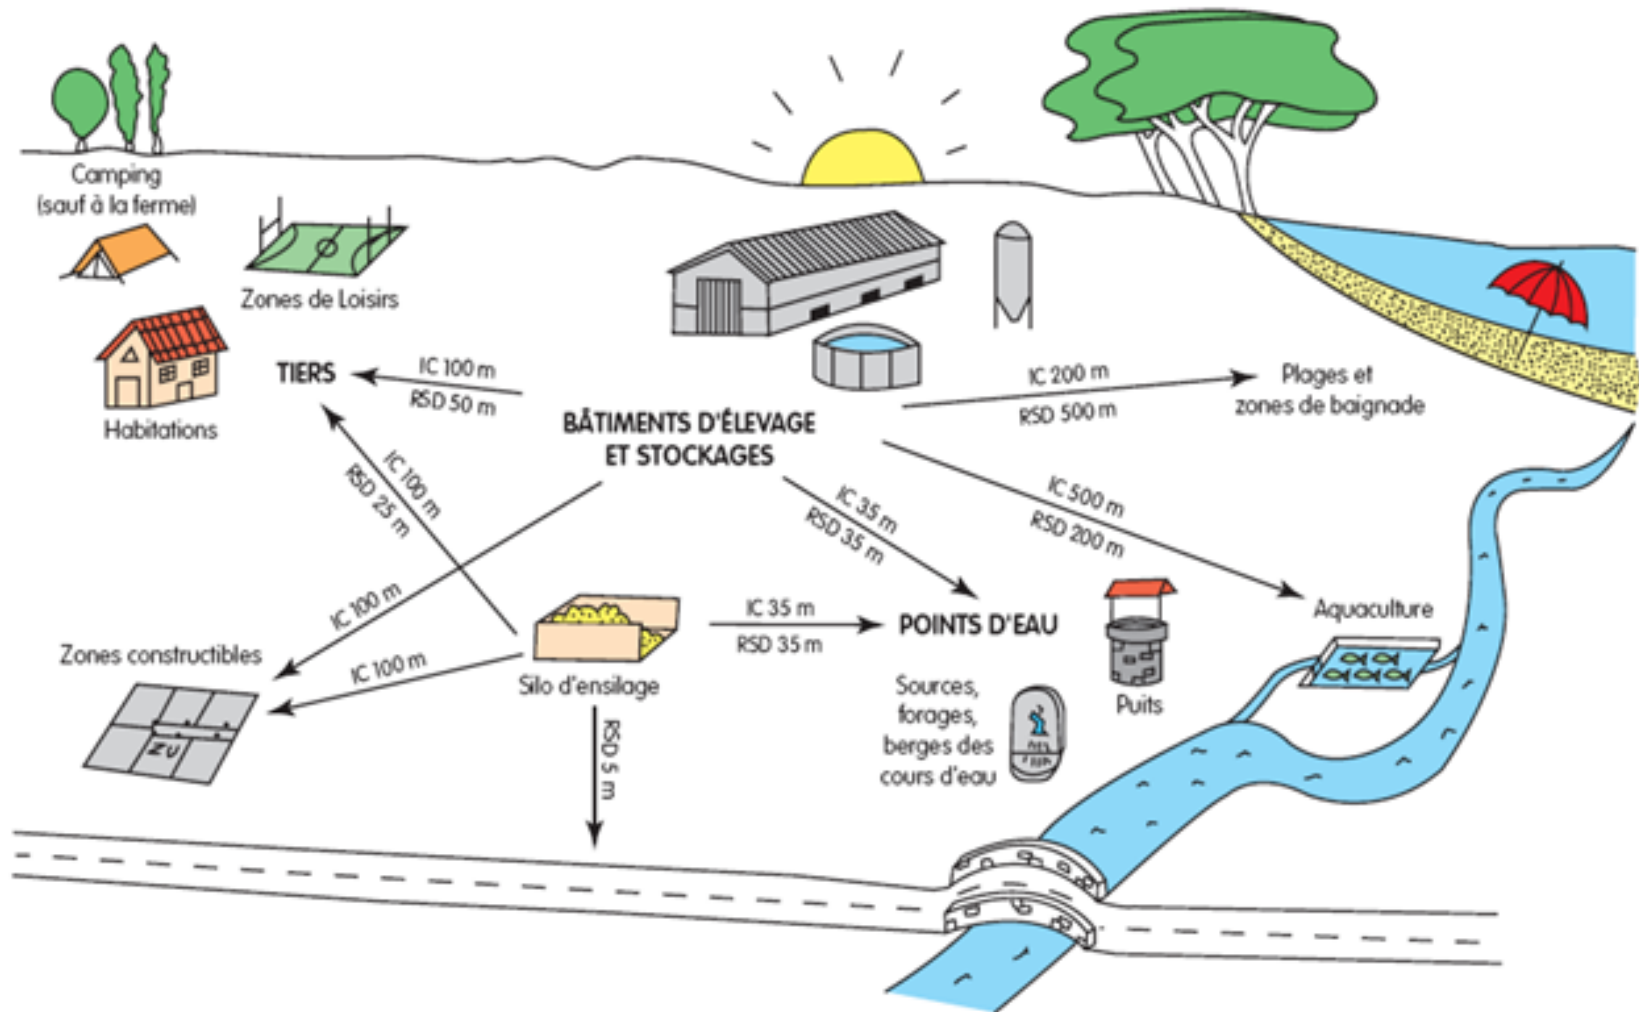 Camping
(sauf à la ferme)
Zones de Loisirs
Habitations
TIERS
IC 100 m
RSD 50 m
BÂTIMENTS D'ÉLEVAGE
ET STOCKAGES
IC 200 m
RSD 500 m
Plages et
zones de baignade
IC 100 m
RSD 25 m
IC 35 m
RSD 35 m
IC 500 m
RSD 200 m
IC 100 m
Aquaculture
Zones constructibles
IC 100 m
ZU
Silo d'ensilage
IC 35 m
RSD 35 m
POINTS D'EAU
Puits
RSD 5 m
Sources,
forages,
berges des
cours d'eau